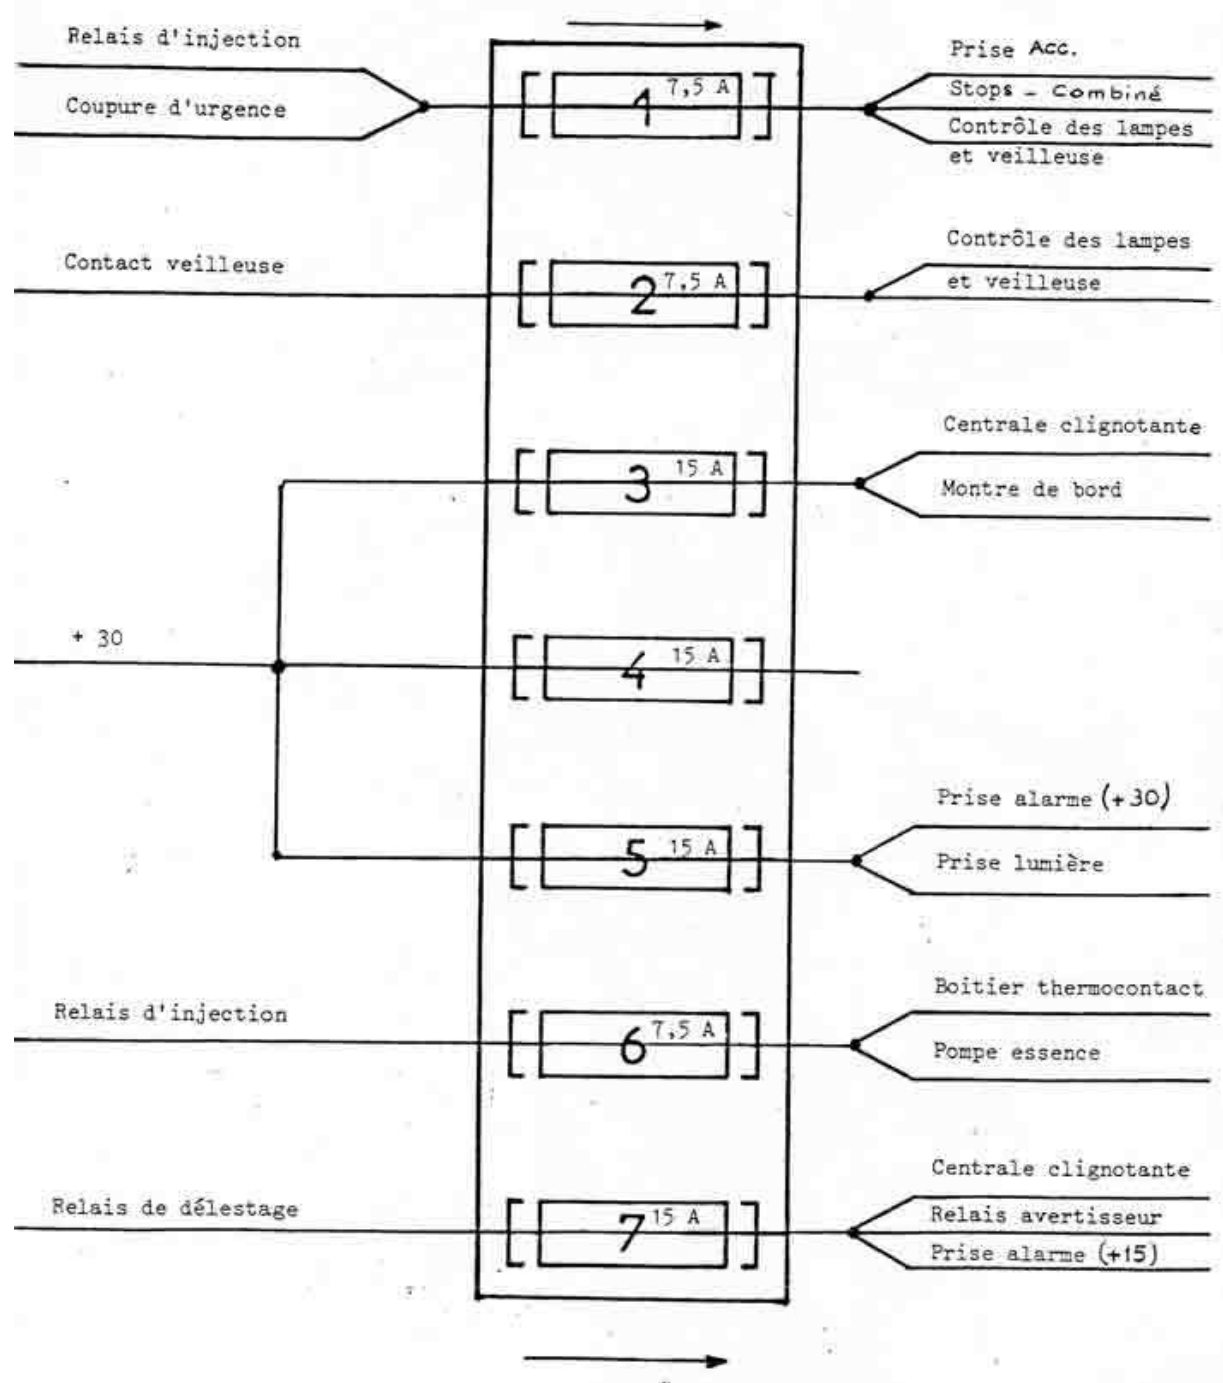 Relais d'injection
Coupure d'urgence
1 7,5 A
Prise Acc.
Stops - Combiné
Contrôle des lampes
et veilleuse
Contact veilleuse
2 7,5 A
Contrôle des lampes
et veilleuse
3 15 A
Centrale clignotante
Montre de bord
+ 30
4 15 A
5 15 A
Prise alarme (+30)
Prise lumière
Relais d'injection
6 7,5 A
Boitier thermocontact
Pompe essence
Relais de délestage
7 15 A
Centrale clignotante
Relais avertisseur
Prise alarme (+15)